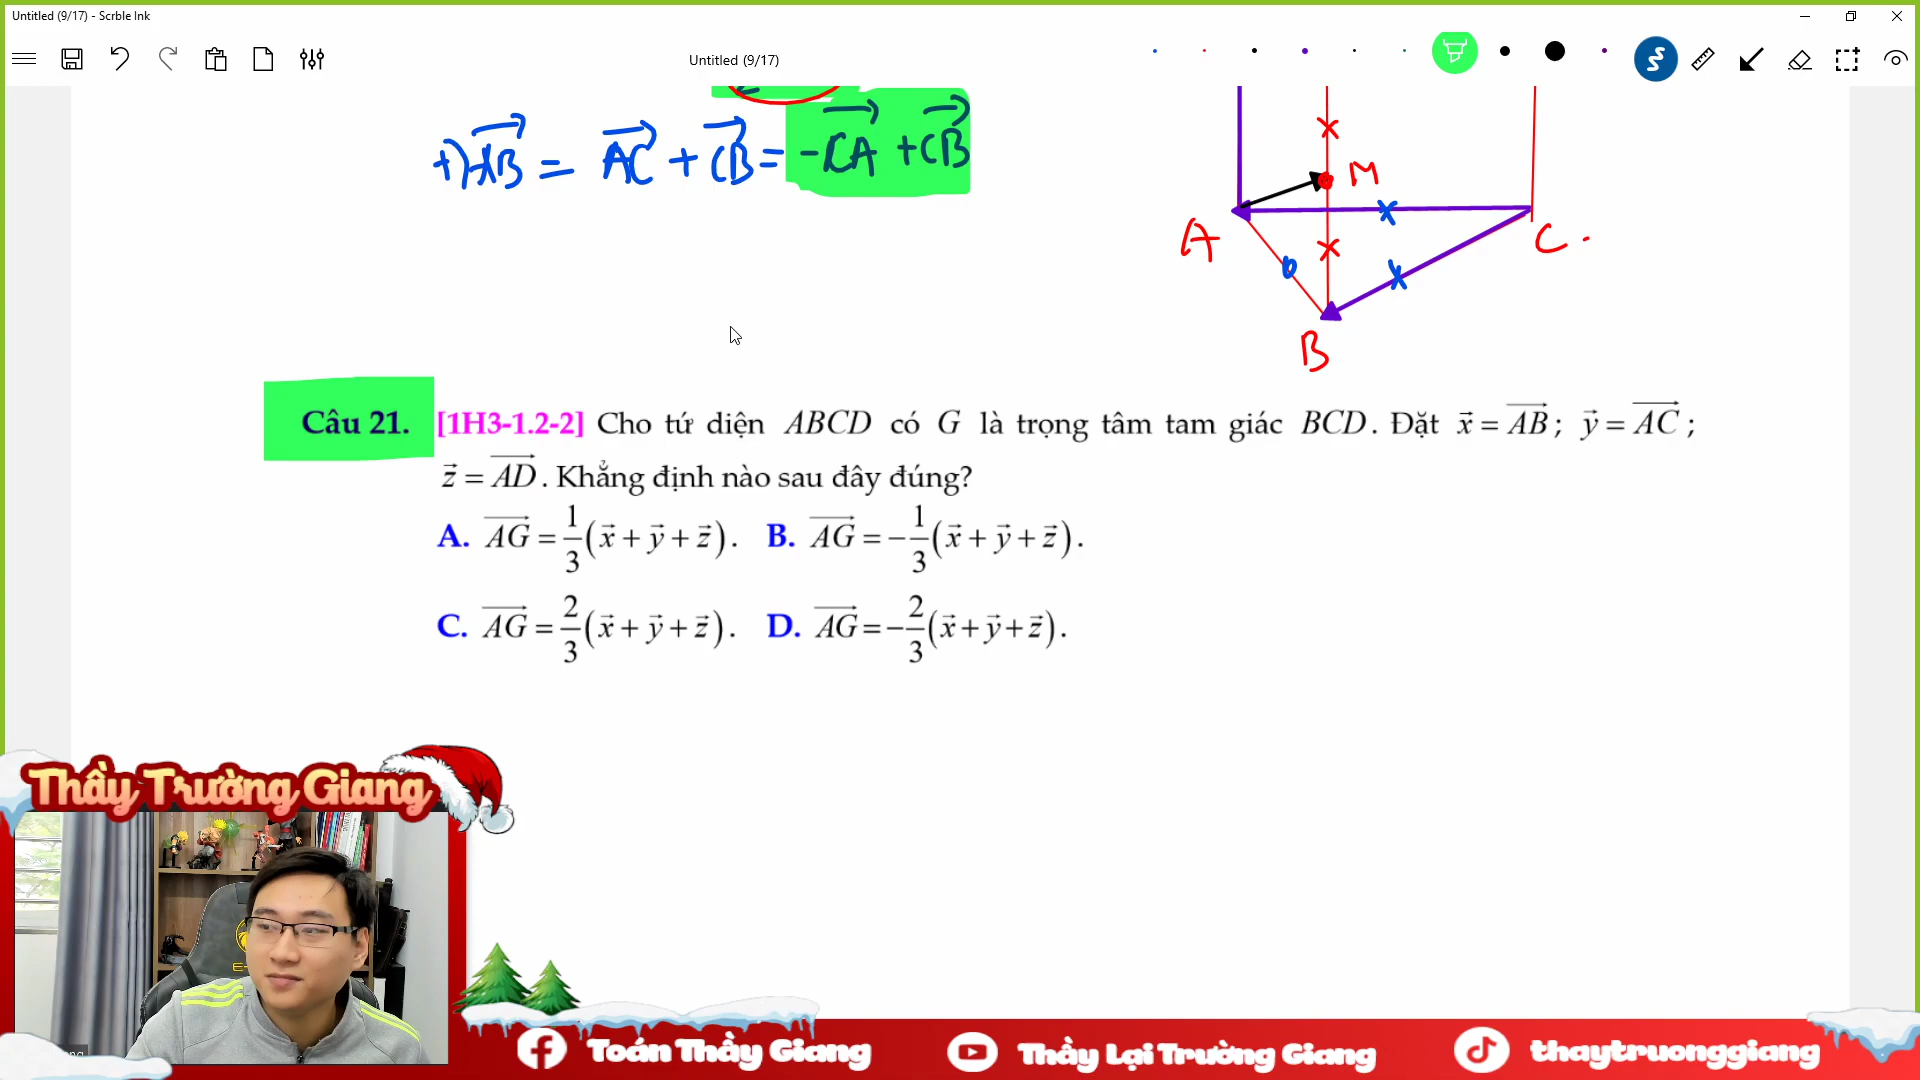 Untitled (9/17) - Scrble Ink
Untitled (9/17)
+) AB = AC + CB = -CA + CB
M
A
C.
B
Câu 21. [1H3-1.2-2] Cho tứ diện ABCD có G là trọng tâm tam giác BCD. Đặt x⃗ = AB⃗; y⃗ = AC⃗;
z⃗ = AD⃗. Khẳng định nào sau đây đúng?
A. AG⃗ = 1/3(x⃗ + y⃗ + z⃗). B. AG⃗ = -1/3(x⃗ + y⃗ + z⃗).
C. AG⃗ = 2/3(x⃗ + y⃗ + z⃗). D. AG⃗ = -2/3(x⃗ + y⃗ + z⃗).
Thầy Trường Giang
Toán Thầy Giang
Thầy Lại Trường Giang
thaytruonggiang